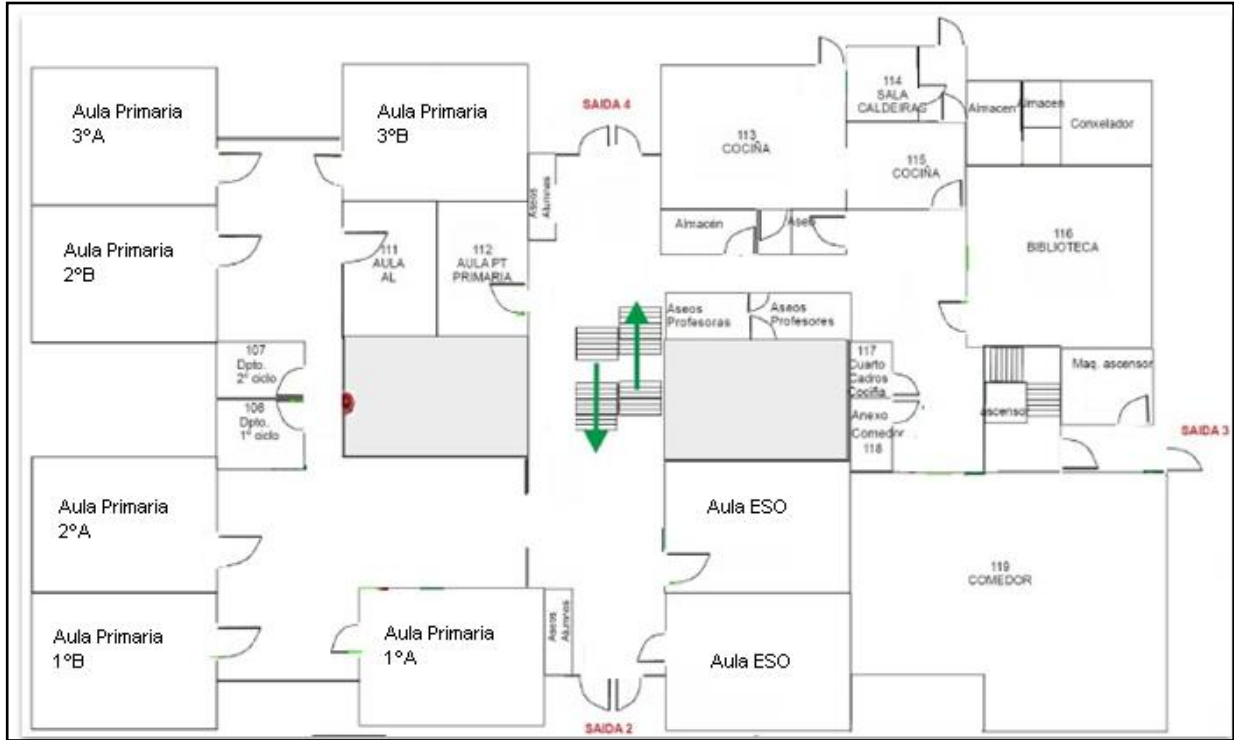 Aula Primaria
3ºA
Aula Primaria
3ºB
SAIDA 4
113
COCIÑA
114
SALA
CALDEIRAS
Almacen
Almacen
Conxelador
115
COCIÑA
Aseos
Alumnas
Aula Primaria
2ºB
111
AULA
AL
112
AULA PT
PRIMARIA
Almacén
Aseo
116
BIBLIOTECA
Aseos
Profesoras
Aseos
Profesores
107
Dpto.
2º ciclo
106
Dpto.
1º ciclo
117
Cuarto
Cadros
Cociña
Anexo
Comedor
118
Maq. ascensor
ascensor
SAIDA 3
Aula Primaria
2ºA
Aula ESO
119
COMEDOR
Aula Primaria
1ºB
Aula Primaria
1ºA
Aseos
Alumnos
Aula ESO
SAIDA 2